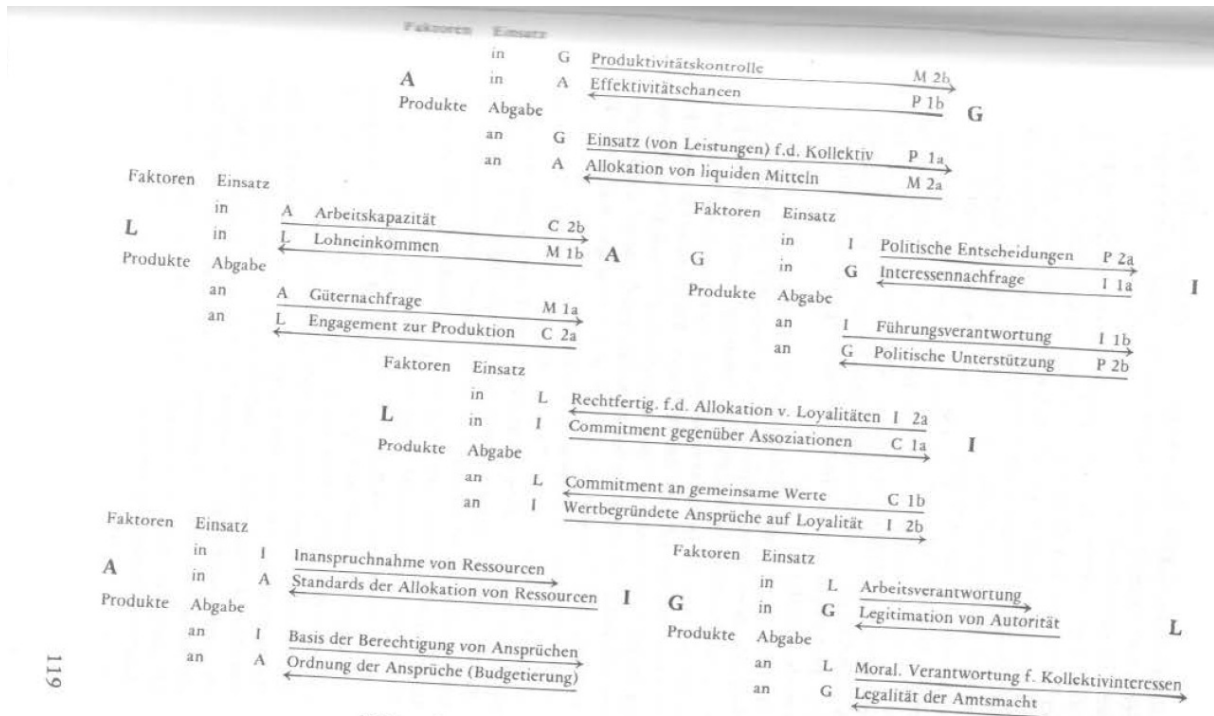 Faktoren Einsatz
in G Produktivitätskontrolle M 2b
A in A Effektivitätschancen P 1b G
Produkte Abgabe
an G Einsatz (von Leistungen) f.d. Kollektiv P 1a
an A Allokation von liquiden Mitteln M 2a
Faktoren Einsatz
in A Arbeitskapazität C 2b
L in L Lohneinkommen M 1b A
Produkte Abgabe
an A Güternachfrage M 1a
an L Engagement zur Produktion C 2a
Faktoren Einsatz
in I Politische Entscheidungen P 2a
G in G Interessennachfrage I 1a I
Produkte Abgabe
an I Führungsverantwortung I 1b
an G Politische Unterstützung P 2b
Faktoren Einsatz
in L Rechtfertig. f.d. Allokation v. Loyalitäten I 2a
L in I Commitment gegenüber Assoziationen C 1a I
Produkte Abgabe
an L Commitment an gemeinsame Werte C 1b
an I Wertbegründete Ansprüche auf Loyalität I 2b
Faktoren Einsatz
in I Inanspruchnahme von Ressourcen
A in A Standards der Allokation von Ressourcen I
Produkte Abgabe
an I Basis der Berechtigung von Ansprüchen
an A Ordnung der Ansprüche (Budgetierung)
Faktoren Einsatz
in L Arbeitsverantwortung
G in G Legitimation von Autorität L
Produkte Abgabe
an L Moral. Verantwortung f. Kollektivinteressen
an G Legalität der Amtsmacht
119